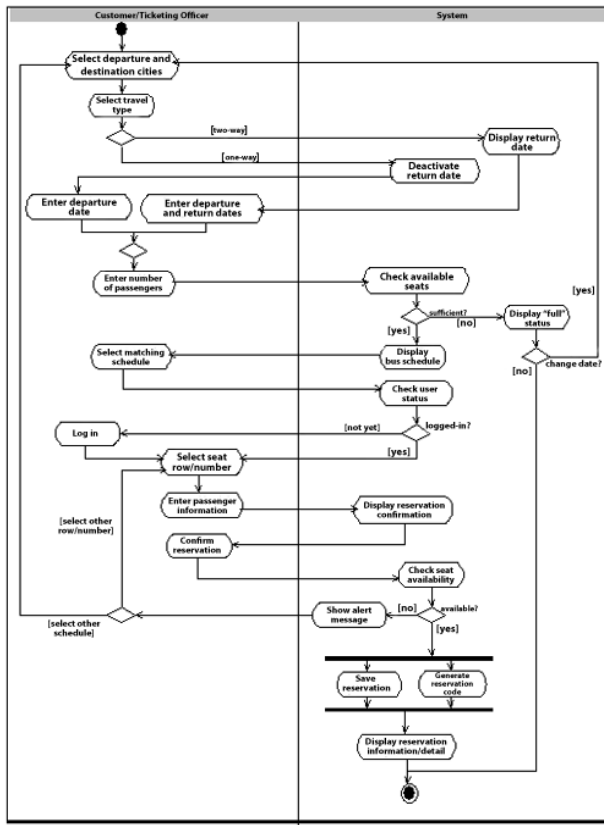 Customer/Ticketing Officer
System
Select departure and
destination cities
Select travel
type
[two-way]
Display return
date
[one-way]
Deactivate
return date
Enter departure
date
Enter departure
and return dates
Enter number
of passengers
Check available
seats
[yes]
sufficient?
[no]
Display "full"
status
[yes]
Select matching
schedule
Display
bus schedule
[no]
change date?
Check user
status
Log in
[not yet]
logged-in?
[yes]
Select seat
row/number
Enter passenger
information
Display reservation
confirmation
[select other
row/number]
Confirm
reservation
Check seat
availability
Show alert
message
[no]
available?
[yes]
[select other
schedule]
Save
reservation
Generate
reservation
code
Display reservation
information/detail